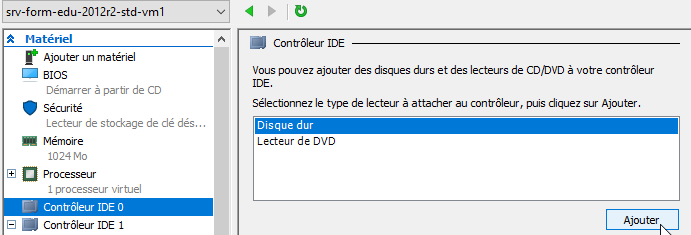 srv-form-edu-2012r2-std-vm1
Matériel
Ajouter un matériel
BIOS
Démarrer à partir de CD
Sécurité
Lecteur de stockage de clé dés...
Mémoire
1024 Mo
Processeur
1 processeur virtuel
Contrôleur IDE 0
Contrôleur IDE 1
Contrôleur IDE
Vous pouvez ajouter des disques durs et des lecteurs de CD/DVD à votre contrôleur
IDE.
Sélectionnez le type de lecteur à attacher au contrôleur, puis cliquez sur Ajouter.
Disque dur
Lecteur de DVD
Ajouter